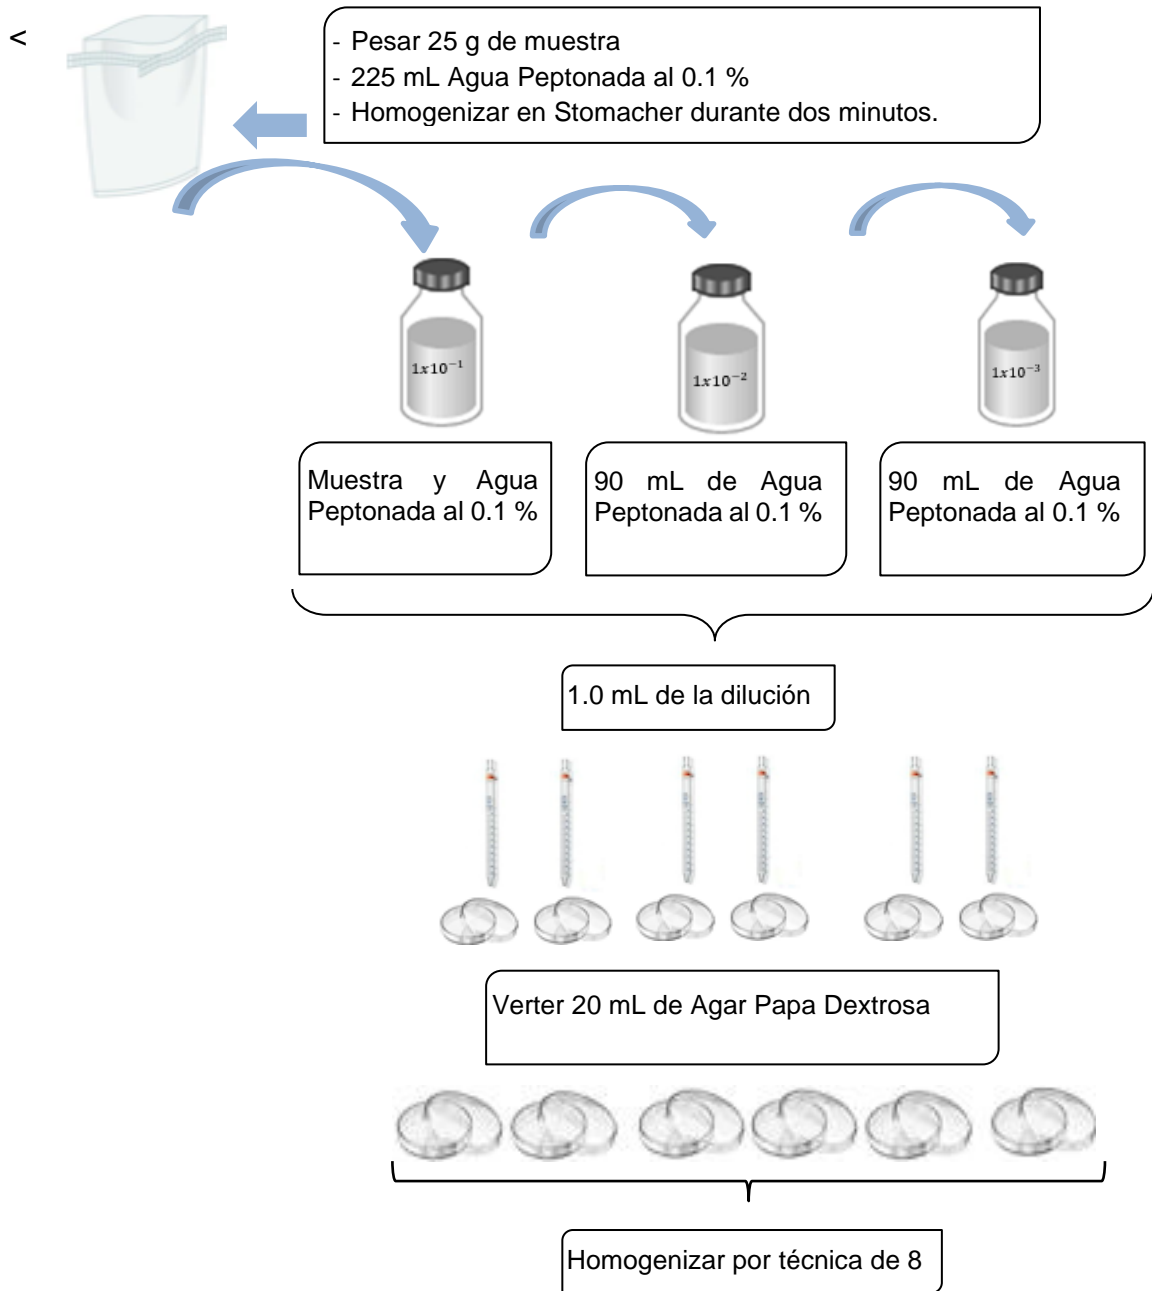 <
- Pesar 25 g de muestra
- 225 mL Agua Peptonada al 0.1 %
- Homogenizar en Stomacher durante dos minutos.
1x10⁻¹
1x10⁻²
1x10⁻³
Muestra y Agua
Peptonada al 0.1 %
90 mL de Agua
Peptonada al 0.1 %
90 mL de Agua
Peptonada al 0.1 %
1.0 mL de la dilución
Verter 20 mL de Agar Papa Dextrosa
Homogenizar por técnica de 8